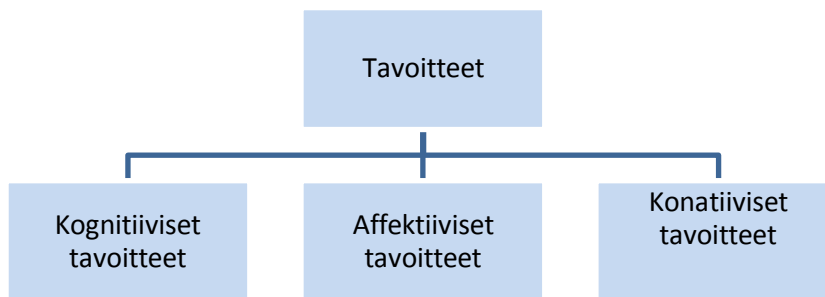 Tavoitteet
Kognitiiviset
tavoitteet
Affektiiviset
tavoitteet
Konatiiviset
tavoitteet